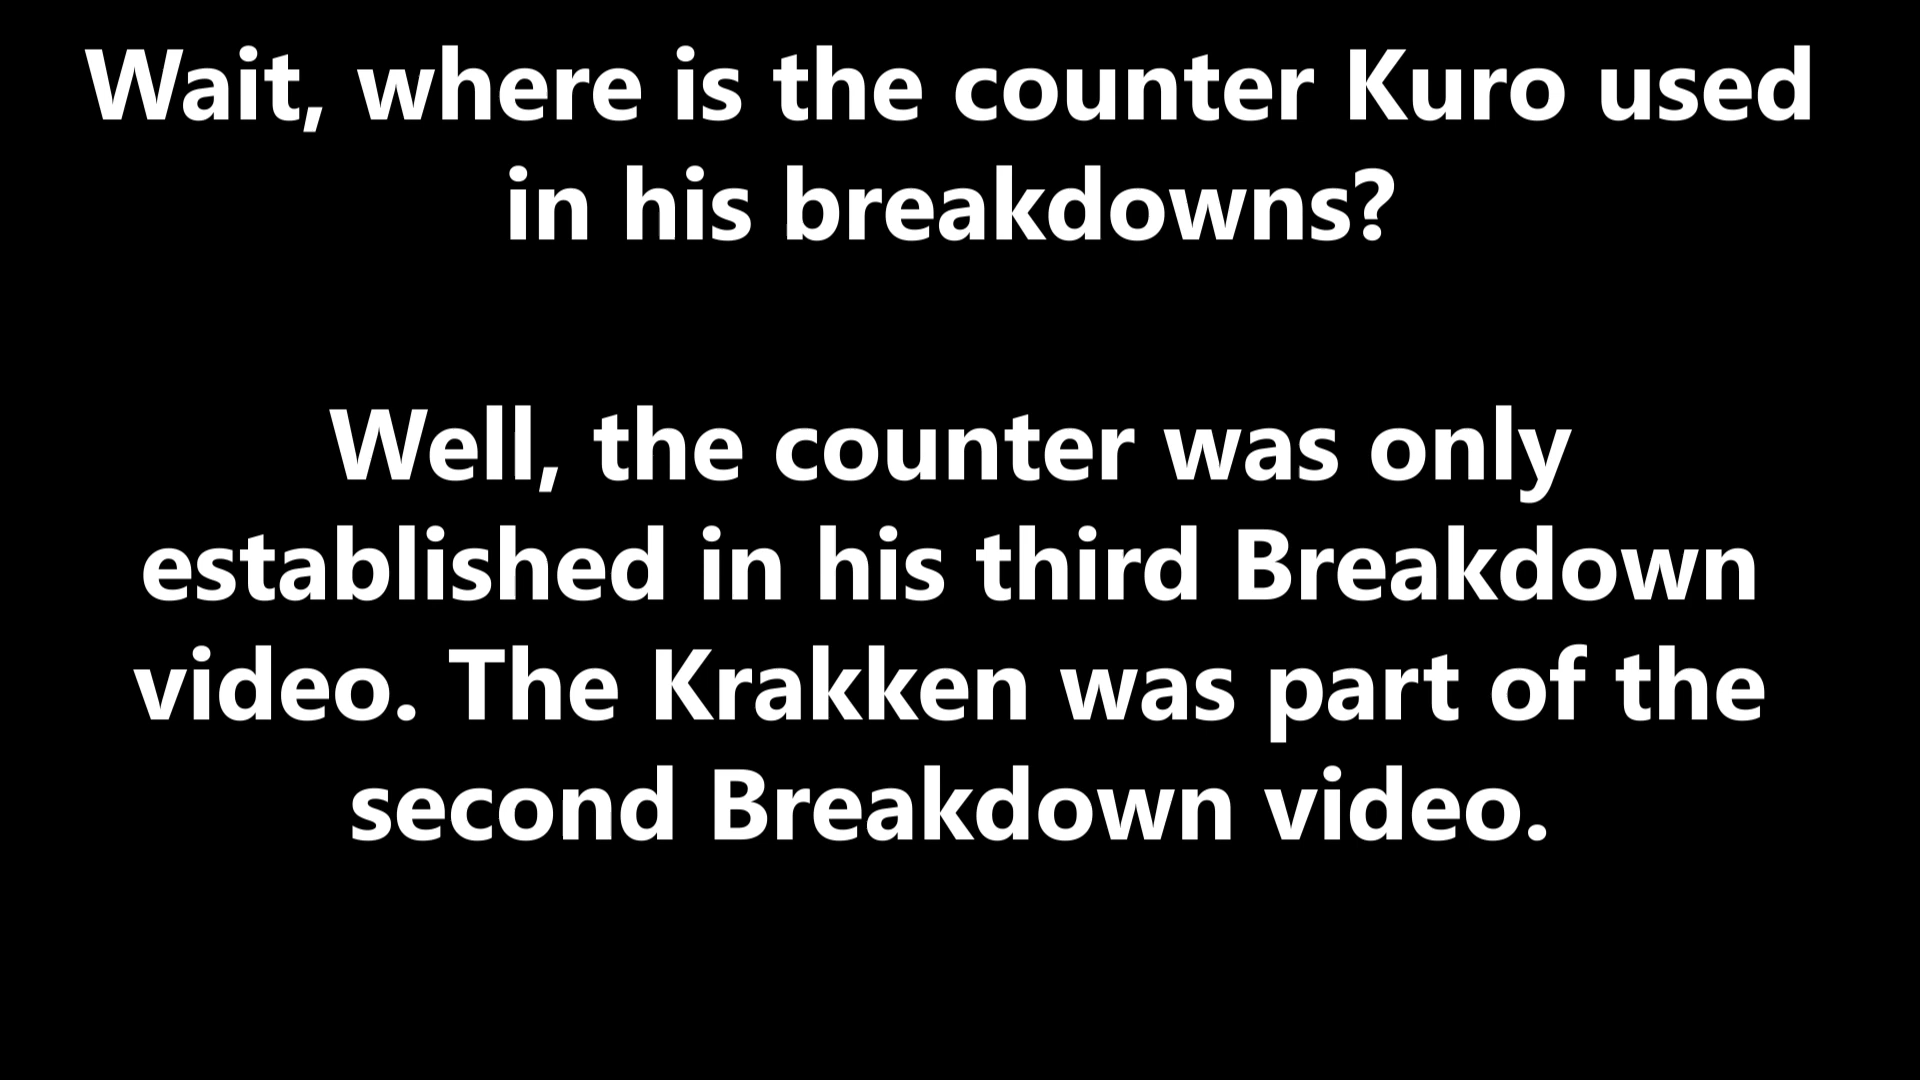 Wait, where is the counter Kuro used
in his breakdowns?
Well, the counter was only
established in his third Breakdown
video. The Krakken was part of the
second Breakdown video.